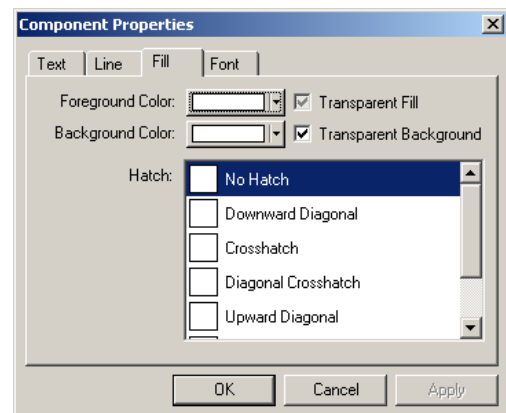 Component Properties
Text Line Fill Font
Foreground Color: Transparent Fill
Background Color: Transparent Background
Hatch: No Hatch
Downward Diagonal
Crosshatch
Diagonal Crosshatch
Upward Diagonal
OK Cancel Apply